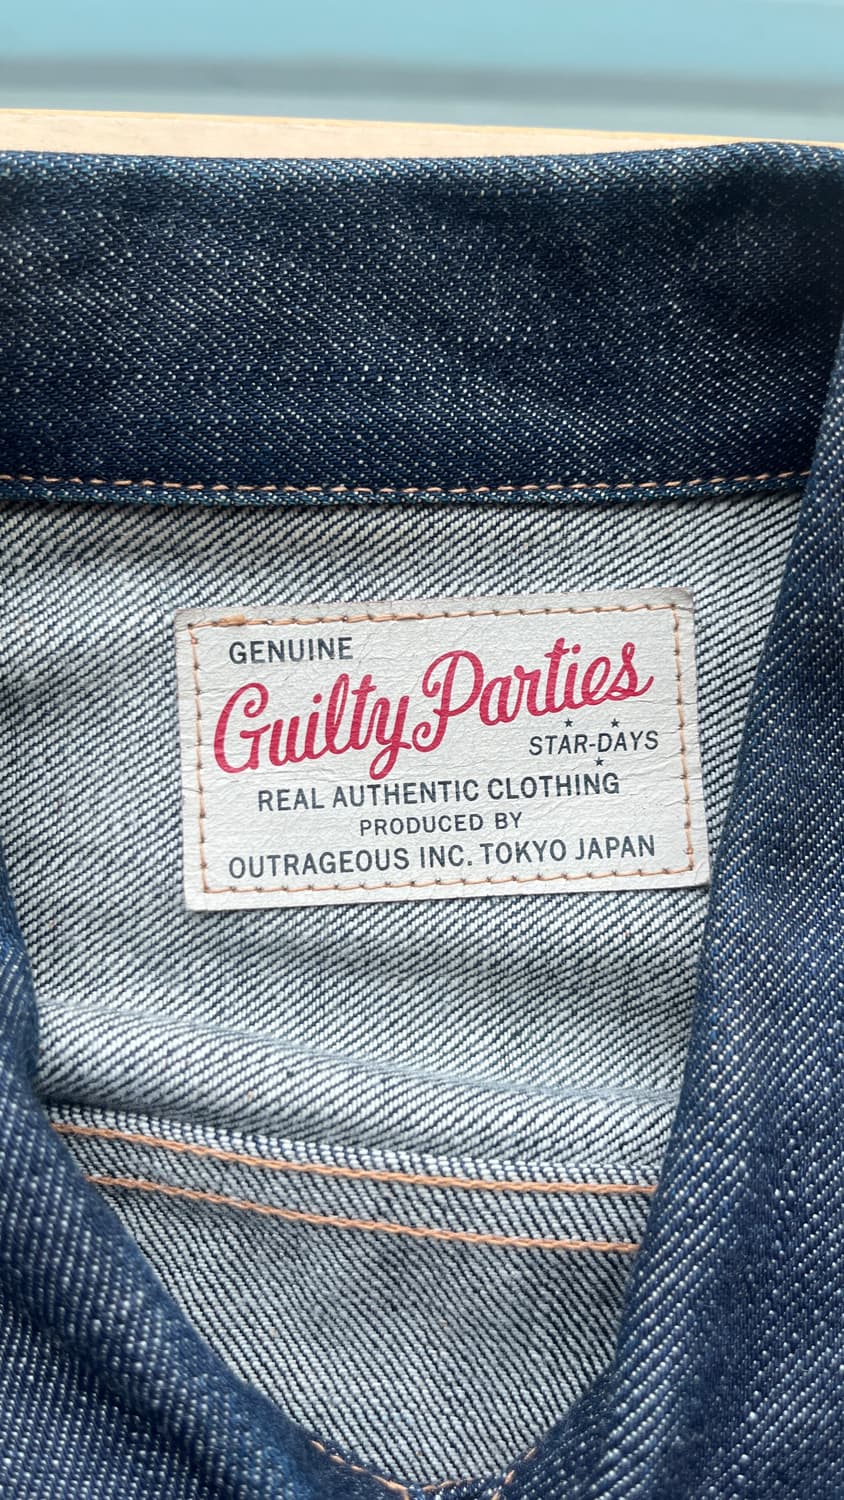 GENUINE
Guilty Parties
STAR-DAYS
REAL AUTHENTIC CLOTHING
PRODUCED BY
OUTRAGEOUS INC. TOKYO JAPAN